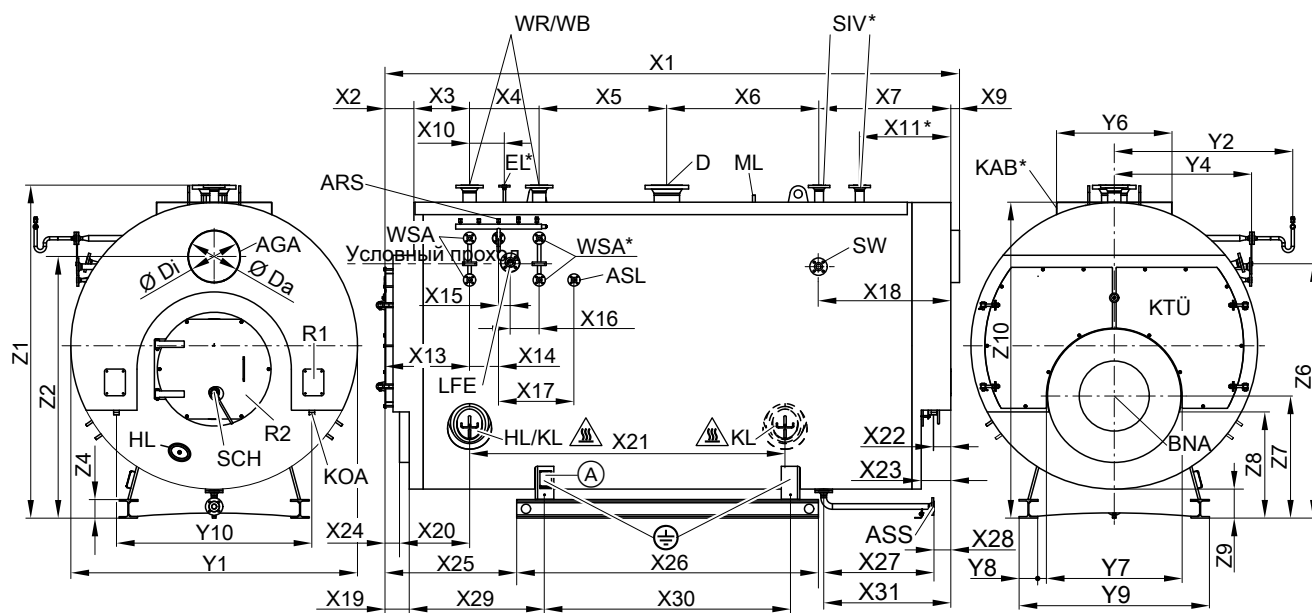 WR/WB
SIV*
X1
X2
X3
X4
X5
X6
X7
X9
X10
X11*
EL*
D
ML
ARS
WSA
Условный проход
WSA*
ASL
SW
X15
X16
X18
X13
X14
LFE
X17
HL/KL
KL
X21
X22
X23
A
ASS
X24
X20
X25
X26
X27
X28
X19
X29
X30
X31
AGA
Ø Di
Ø Da
R1
R2
HL
SCH
KOA
Z1
Z2
Z4
Y10
Y1
Y6
Y2
Y4
KAB*
KTÜ
Z10
BNA
Z6
Z7
Z8
Z9
Y8
Y7
Y9